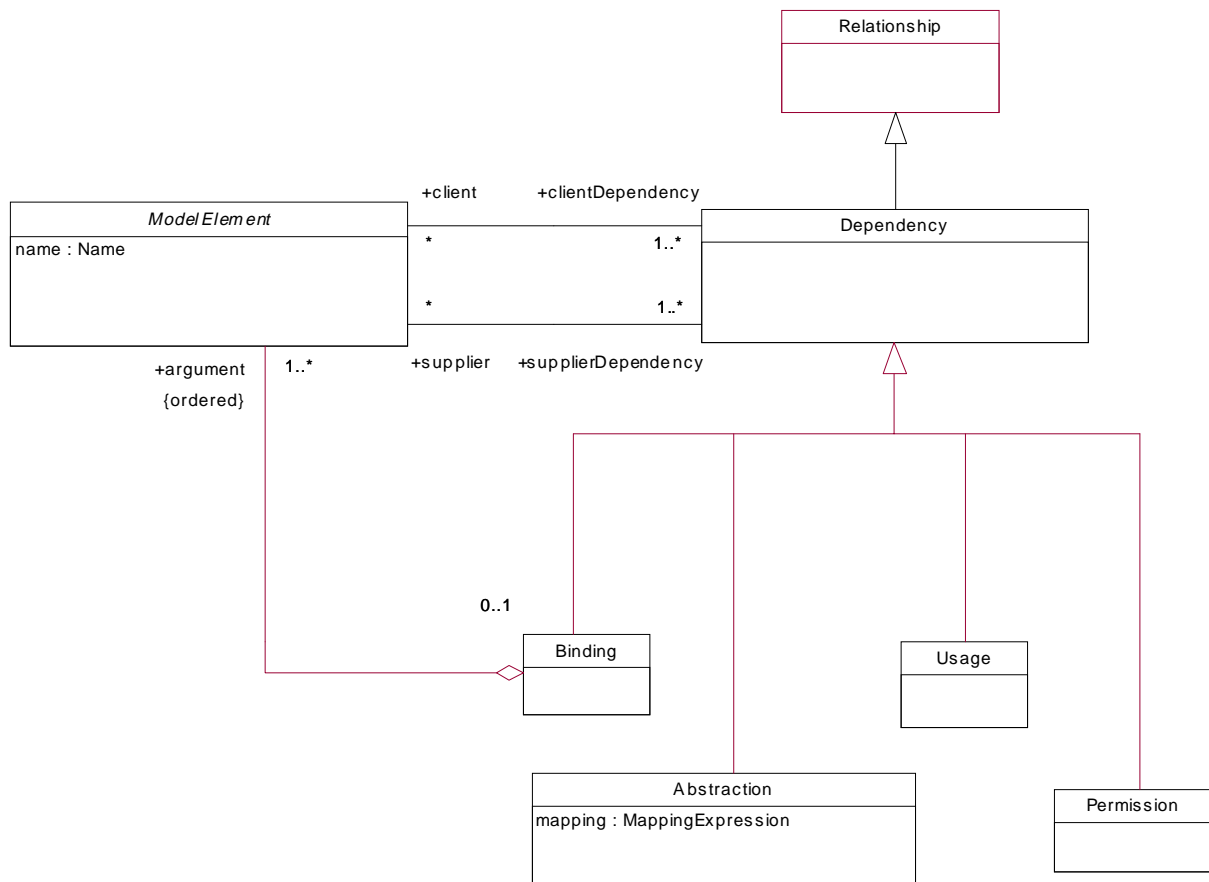 Relationship
+client
+clientDependency
ModelElement
name : Name
Dependency
*
1..*
*
1..*
+supplier
+supplierDependency
+argument
1..*
{ordered}
0..1
Binding
Usage
Abstraction
mapping : MappingExpression
Permission